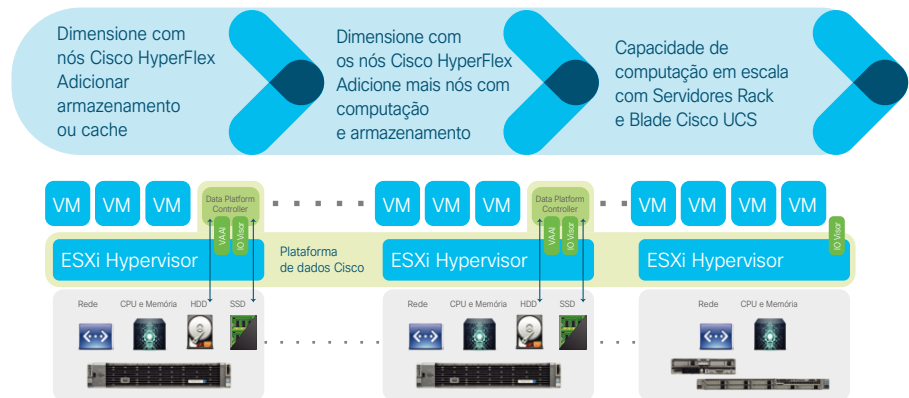 Dimensione com
nós Cisco HyperFlex
Adicionar
armazenamento
ou cache
Dimensione com
os nós Cisco HyperFlex
Adicione mais nós com
computação
e armazenamento
Capacidade de
computação em escala
com Servidores Rack
e Blade Cisco UCS
VM VM VM
Data Platform
Controller
VAAI
IO Visor
VM VM VM
Data Platform
Controller
VAAI
IO Visor
VM VM VM VM
IO Visor
ESXi Hypervisor
Plataforma
de dados Cisco
ESXi Hypervisor
ESXi Hypervisor
Rede CPU e Memória HDD SSD
Rede CPU e Memória HDD SSD
Rede CPU e Memória